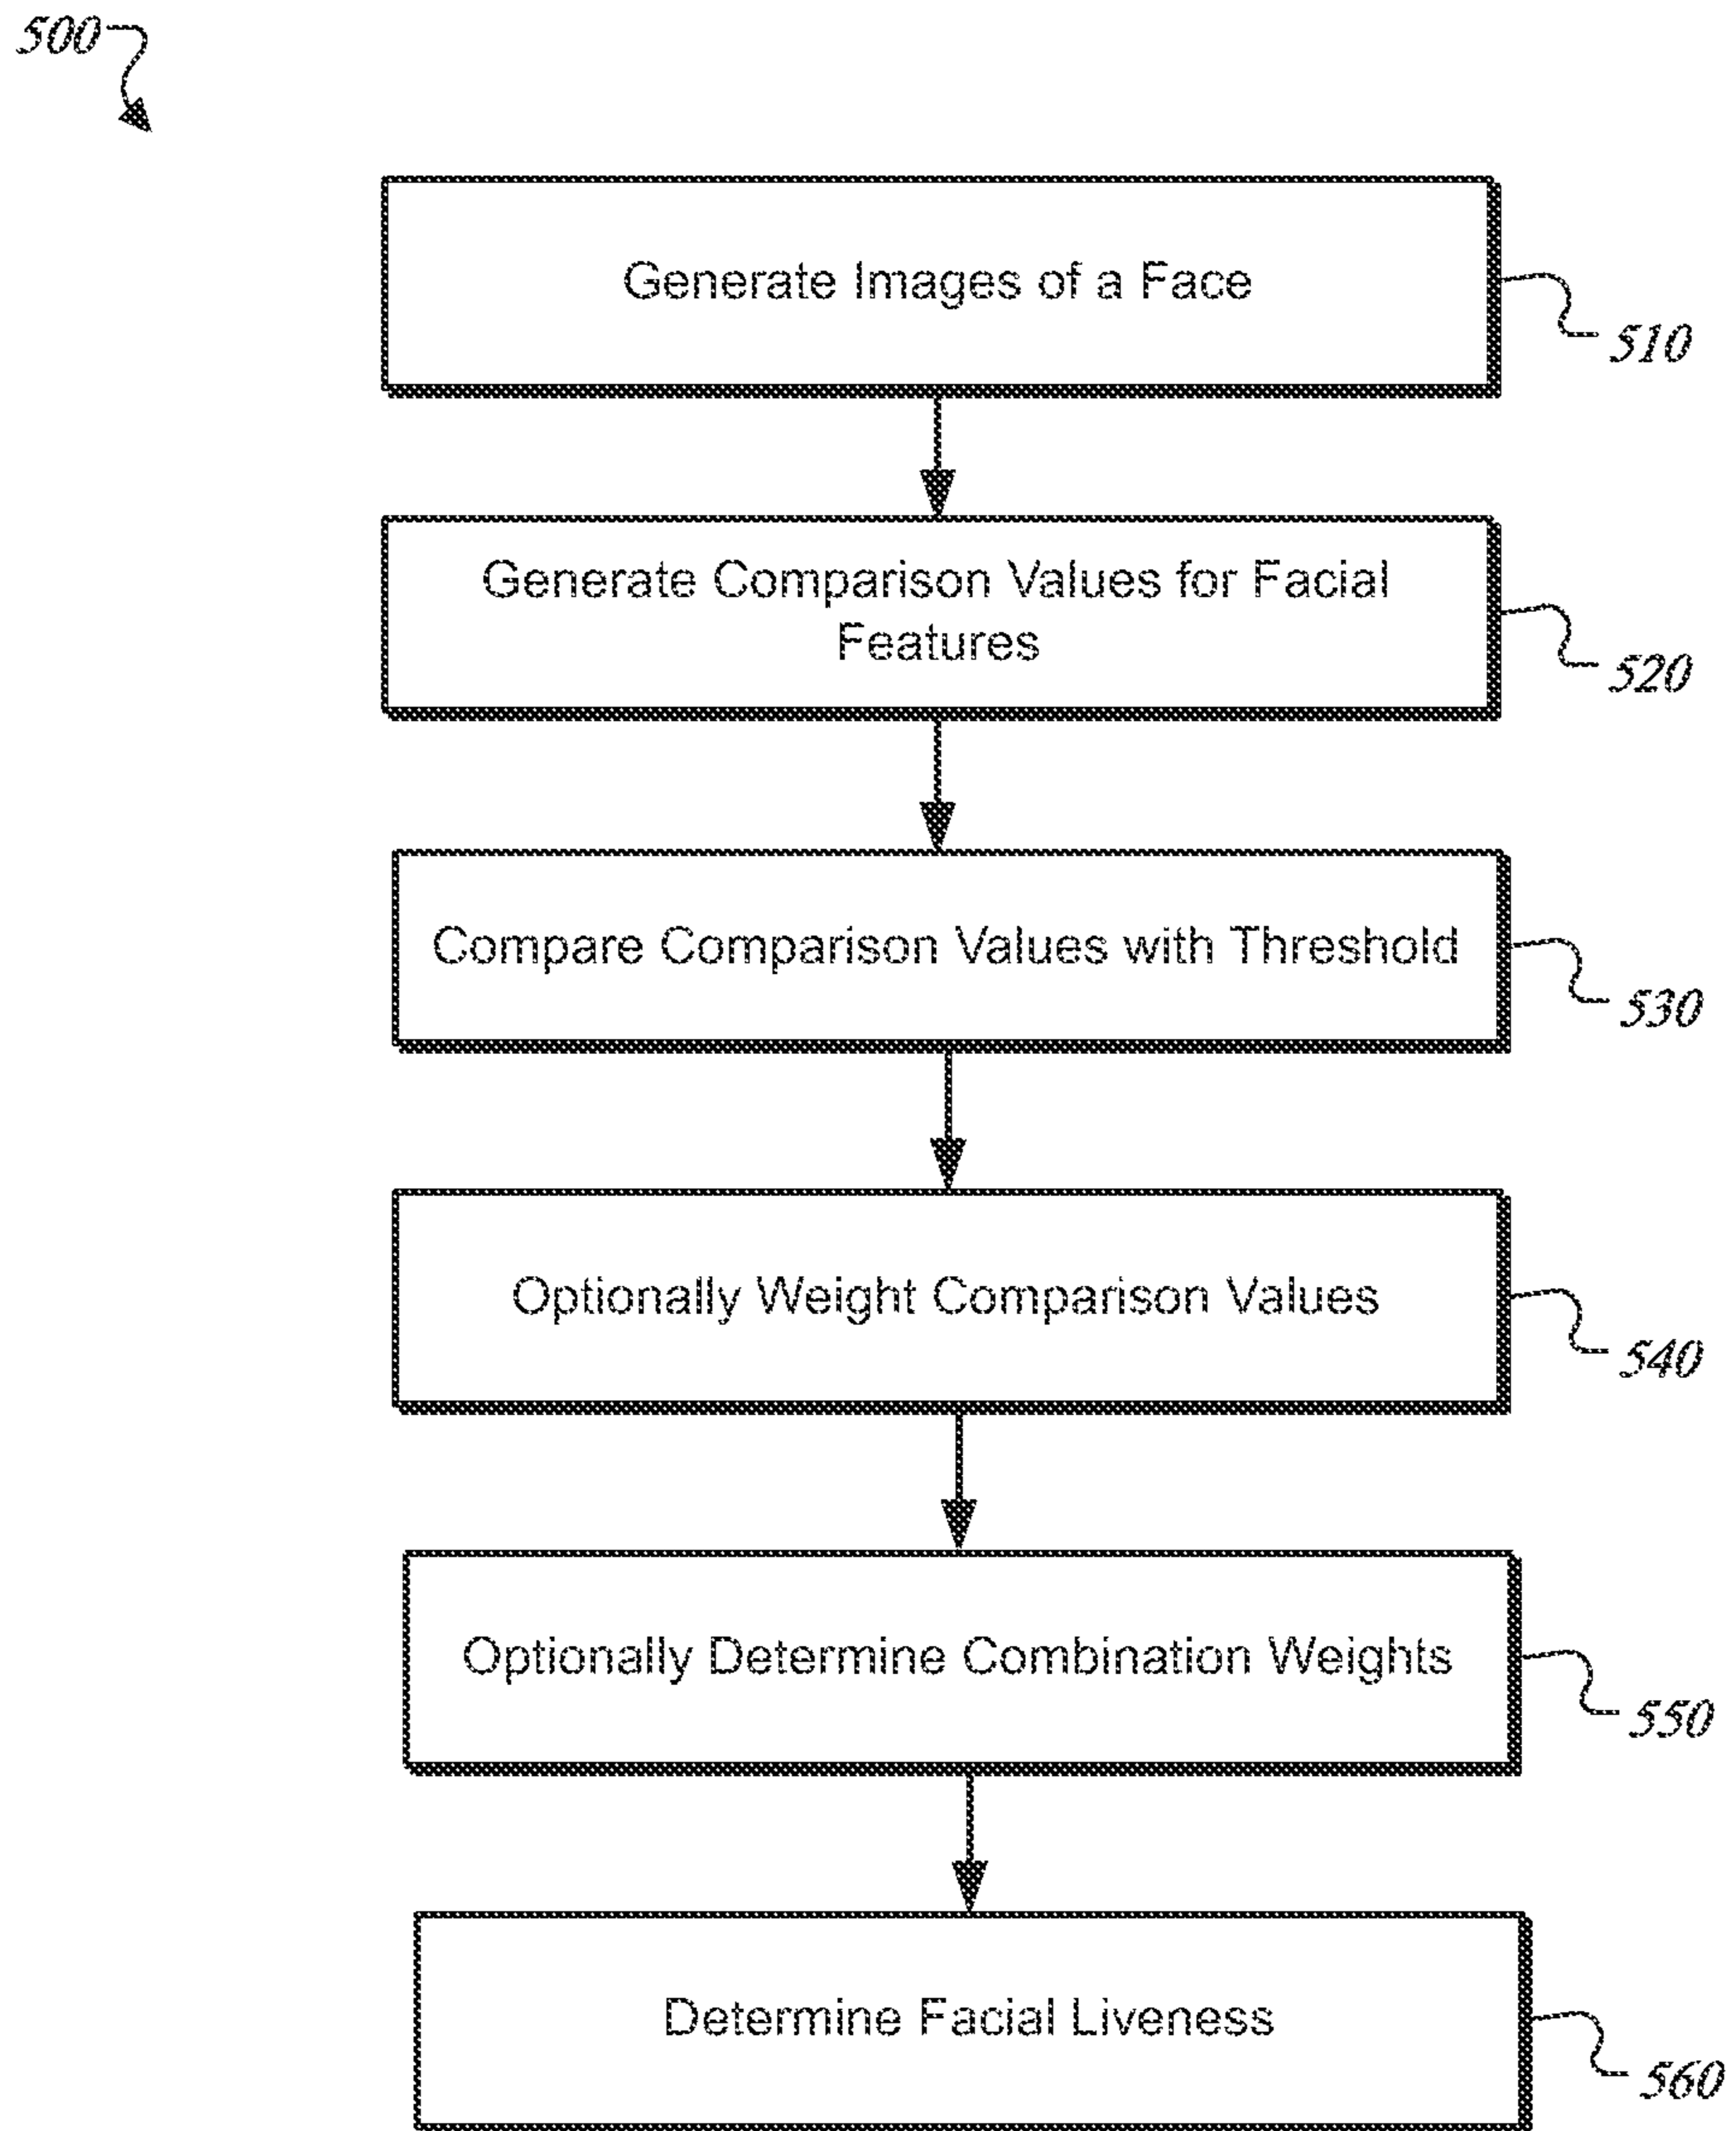 500
Generate Images of a Face
510
Generate Comparison Values for Facial
Features
520
Compare Comparison Values with Threshold
530
Optionally Weight Comparison Values
540
Optionally Determine Combination Weights
550
Determine Facial Liveness
560